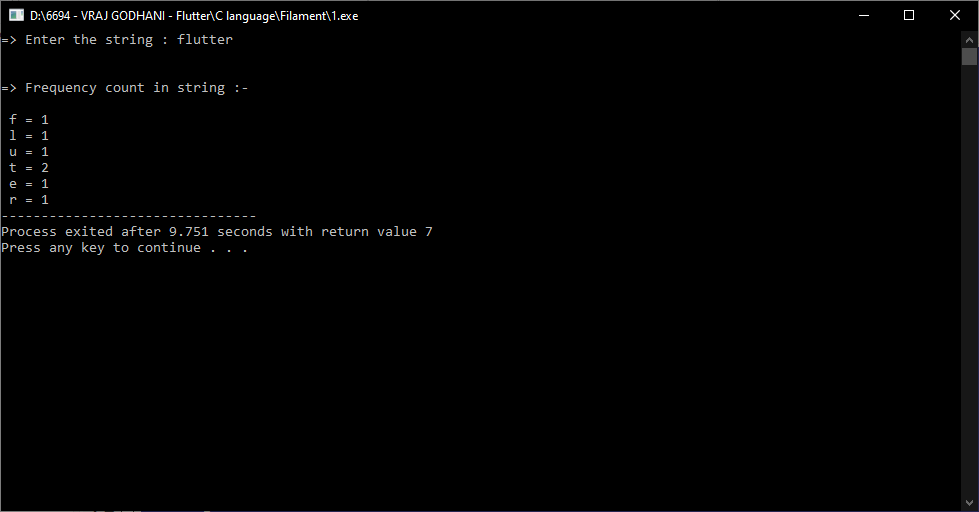 D:\6694 - VRAJ GODHANI - Flutter\C language\Filament\1.exe
=> Enter the string : flutter
=> Frequency count in string :-
f = 1
l = 1
u = 1
t = 2
e = 1
r = 1
--------------------------------
Process exited after 9.751 seconds with return value 7
Press any key to continue . . .